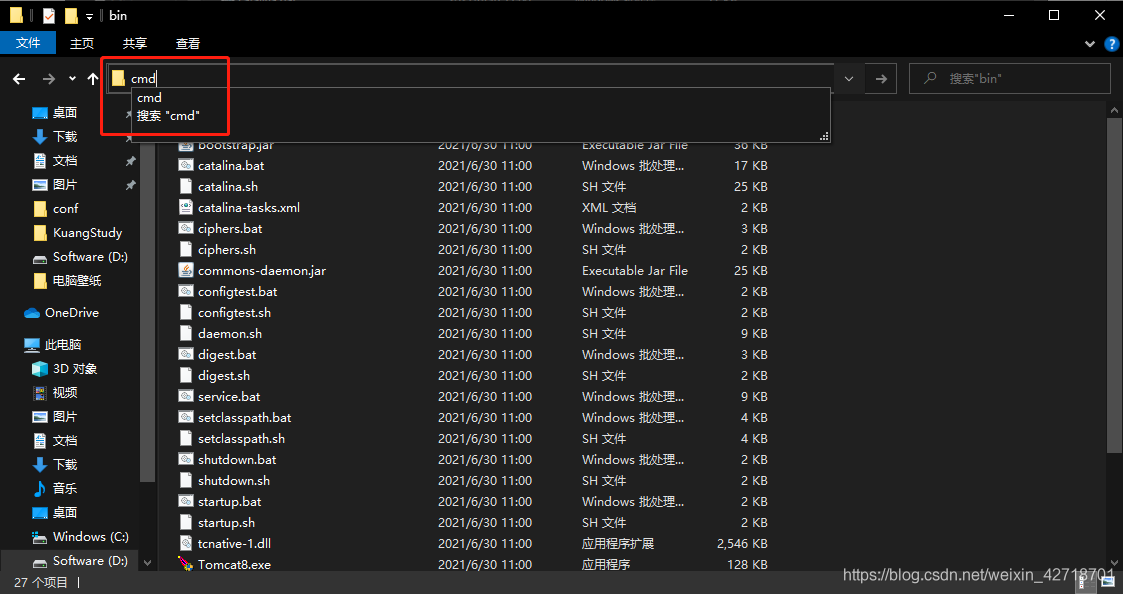 bin
文件 主页 共享 查看
cmd
搜索"bin"
cmd
搜索 "cmd"
桌面
下载
文档
图片
conf
KuangStudy
Software (D:)
电脑壁纸
OneDrive
此电脑
3D 对象
视频
图片
文档
下载
音乐
桌面
Windows (C:)
Software (D:)
bootstrap.jar 2021/6/30 11:00 Executable Jar File 36 KB
catalina.bat 2021/6/30 11:00 Windows 批处理... 17 KB
catalina.sh 2021/6/30 11:00 SH 文件 25 KB
catalina-tasks.xml 2021/6/30 11:00 XML 文档 2 KB
ciphers.bat 2021/6/30 11:00 Windows 批处理... 3 KB
ciphers.sh 2021/6/30 11:00 SH 文件 2 KB
commons-daemon.jar 2021/6/30 11:00 Executable Jar File 25 KB
configtest.bat 2021/6/30 11:00 Windows 批处理... 2 KB
configtest.sh 2021/6/30 11:00 SH 文件 2 KB
daemon.sh 2021/6/30 11:00 SH 文件 9 KB
digest.bat 2021/6/30 11:00 Windows 批处理... 3 KB
digest.sh 2021/6/30 11:00 SH 文件 2 KB
service.bat 2021/6/30 11:00 Windows 批处理... 9 KB
setclasspath.bat 2021/6/30 11:00 Windows 批处理... 4 KB
setclasspath.sh 2021/6/30 11:00 SH 文件 4 KB
shutdown.bat 2021/6/30 11:00 Windows 批处理... 2 KB
shutdown.sh 2021/6/30 11:00 SH 文件 2 KB
startup.bat 2021/6/30 11:00 Windows 批处理... 2 KB
startup.sh 2021/6/30 11:00 SH 文件 2 KB
tcnative-1.dll 2021/6/30 11:00 应用程序扩展 2,546 KB
Tomcat8.exe 2021/6/30 11:00 应用程序 128 KB
27 个项目
https://blog.csdn.net/weixin_42718701